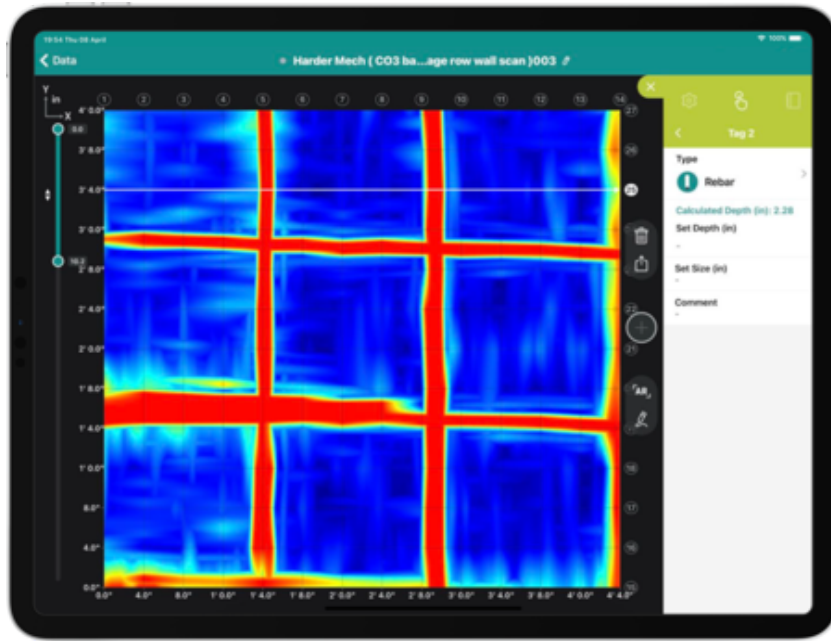 19:54 Thu 08 April
100%
Data
Harder Mech ( CO3 ba...age row wall scan )003
Y
in
X
1 2 3 4 5 6 7 8 9 10 11 12 13 14
4' 0.0"
27
0.0
3' 8.0"
26
3' 4.0"
25
3' 0.0"
16.2
2' 8.0"
2' 4.0"
22
2' 0.0"
21
1' 8.0"
1' 4.0"
1' 0.0"
18
8.0"
17
4.0"
16
0.0"
15
0.0" 4.0" 8.0" 1' 0.0" 1' 4.0" 1' 8.0" 2' 0.0" 2' 4.0" 2' 8.0" 3' 0.0" 3' 4.0" 3' 8.0" 4' 0.0" 4' 4.0"
AR
Tag 2
Type
Rebar
Calculated Depth (in): 2.28
Set Depth (in)
-
Set Size (in)
-
Comment
-